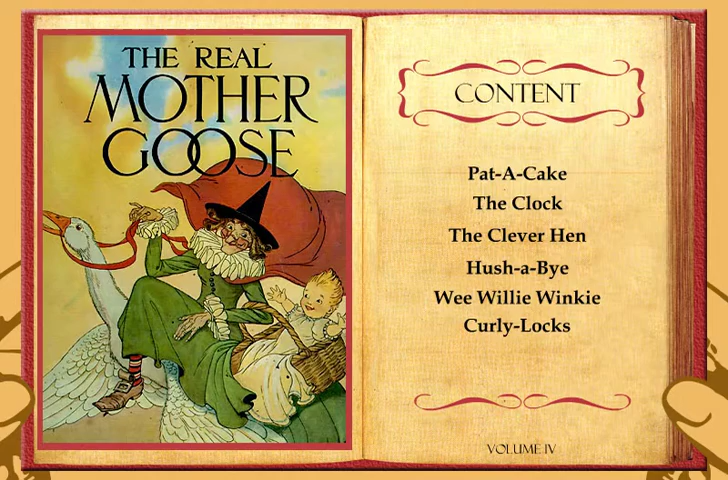 THE REAL
MOTHER
GOOSE
CONTENT
Pat-A-Cake
The Clock
The Clever Hen
Hush-a-Bye
Wee Willie Winkie
Curly-Locks
VOLUME IV